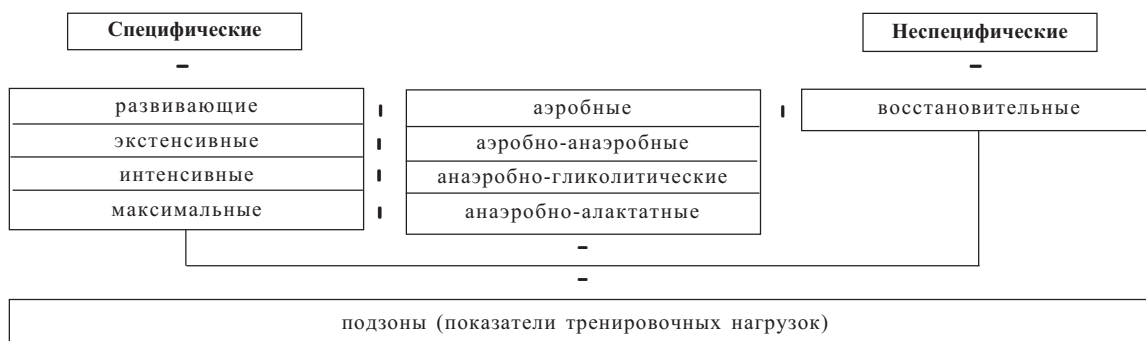 Специфические
Неспецифические
развивающие
аэробные
восстановительные
экстенсивные
аэробно-анаэробные
интенсивные
анаэробно-гликолитические
максимальные
анаэробно-алактатные
подзоны (показатели тренировочных нагрузок)